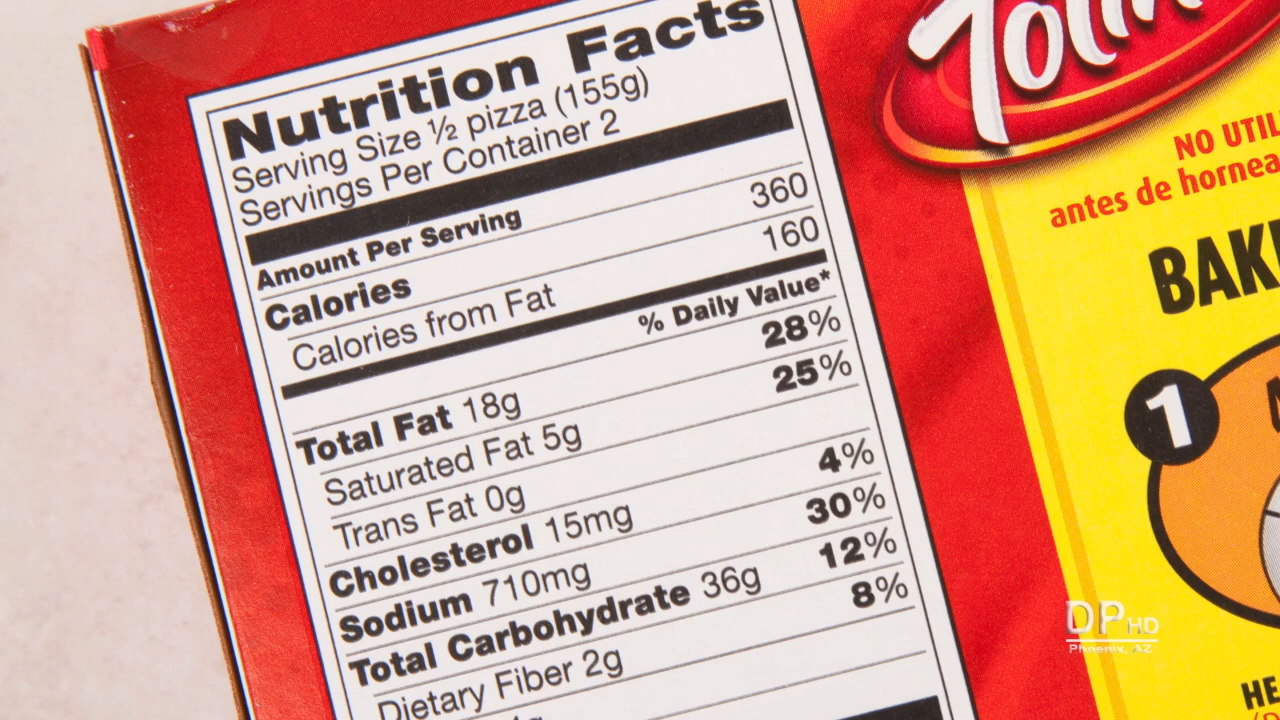 Nutrition Facts
Serving Size ½ pizza (155g)
Servings Per Container 2
Amount Per Serving
Calories 360
Calories from Fat 160
% Daily Value*
Total Fat 18g 28%
Saturated Fat 5g 25%
Trans Fat 0g
Cholesterol 15mg 4%
Sodium 710mg 30%
Total Carbohydrate 36g 12%
Dietary Fiber 2g 8%
NO UTIL
antes de hornea
BAK
1
HE
DP HD
Phoenix, AZ